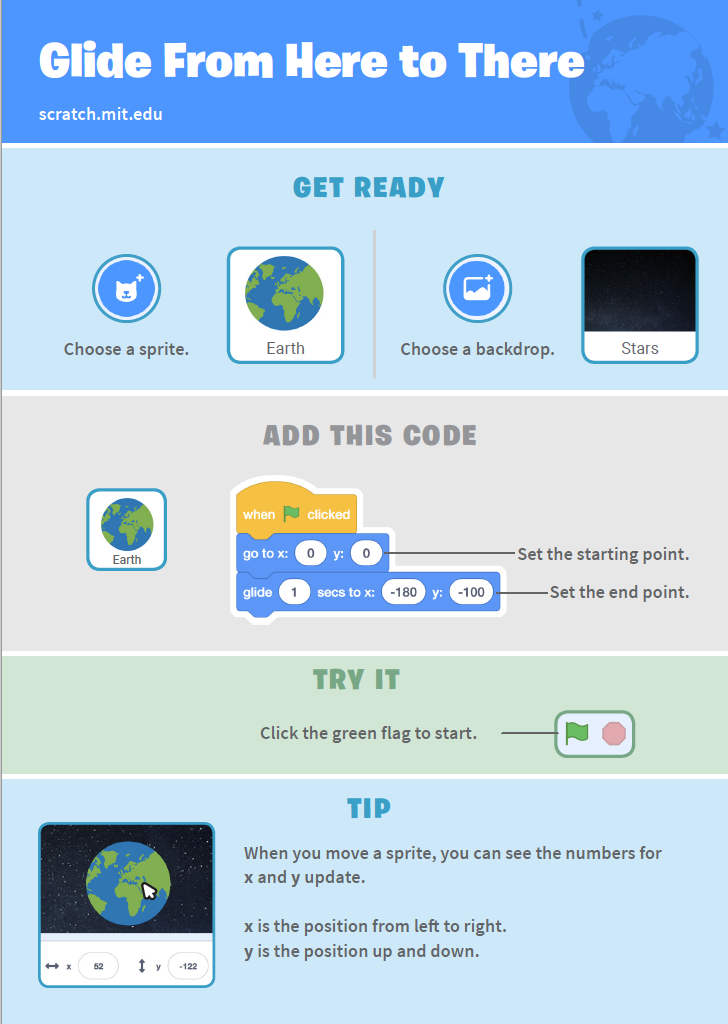 Glide From Here to There
scratch.mit.edu
GET READY
Choose a sprite.
Earth
Choose a backdrop.
Stars
ADD THIS CODE
Earth
when clicked
go to x: 0 y: 0
Set the starting point.
glide 1 secs to x: -180 y: -100
Set the end point.
TRY IT
Click the green flag to start.
TIP
When you move a sprite, you can see the numbers for
x and y update.
x is the position from left to right.
y is the position up and down.
x 52 y -122